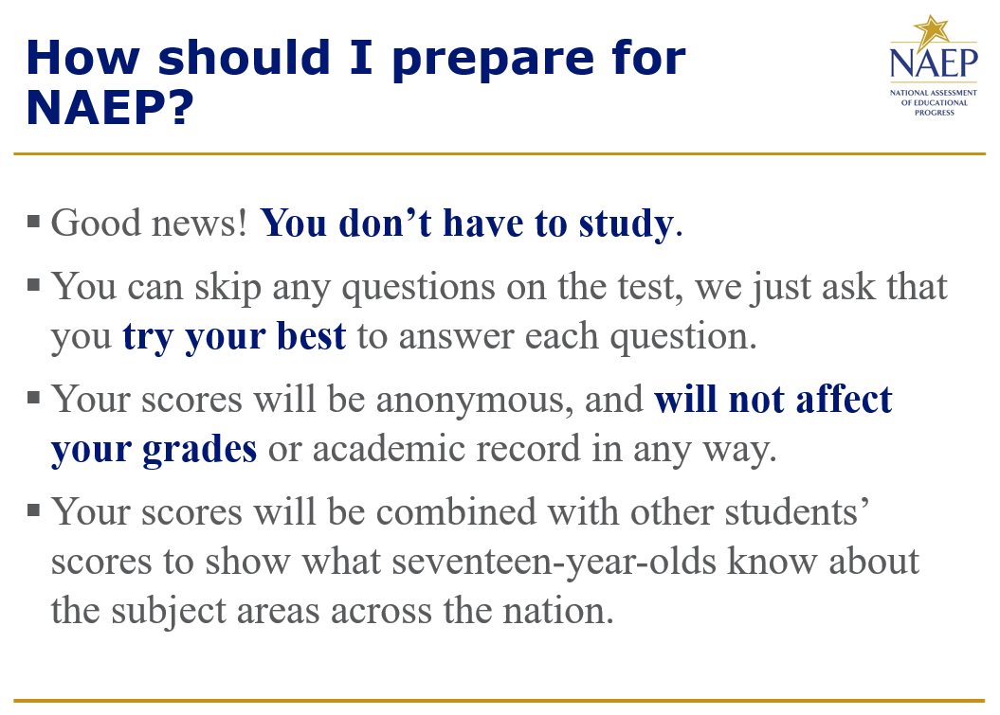 How should I prepare for
NAEP?
NAEP
NATIONAL ASSESSMENT
OF EDUCATIONAL
PROGRESS
▪ Good news! You don’t have to study.
▪ You can skip any questions on the test, we just ask that
you try your best to answer each question.
▪ Your scores will be anonymous, and will not affect
your grades or academic record in any way.
▪ Your scores will be combined with other students’
scores to show what seventeen-year-olds know about
the subject areas across the nation.